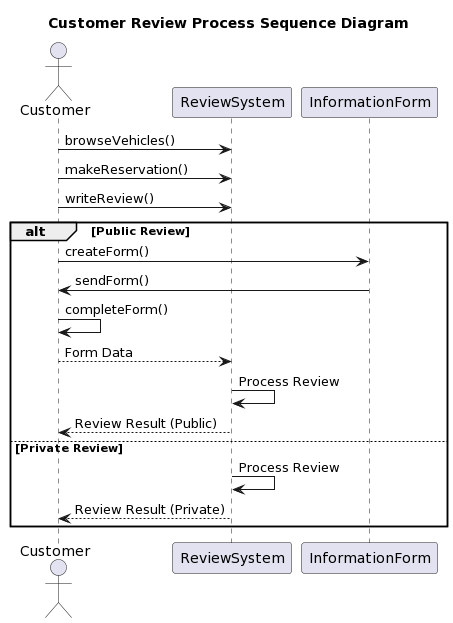 Customer Review Process Sequence Diagram
Customer
ReviewSystem
InformationForm
browseVehicles()
makeReservation()
writeReview()
alt
[Public Review]
createForm()
sendForm()
completeForm()
Form Data
Process Review
Review Result (Public)
[Private Review]
Process Review
Review Result (Private)
Customer
ReviewSystem
InformationForm